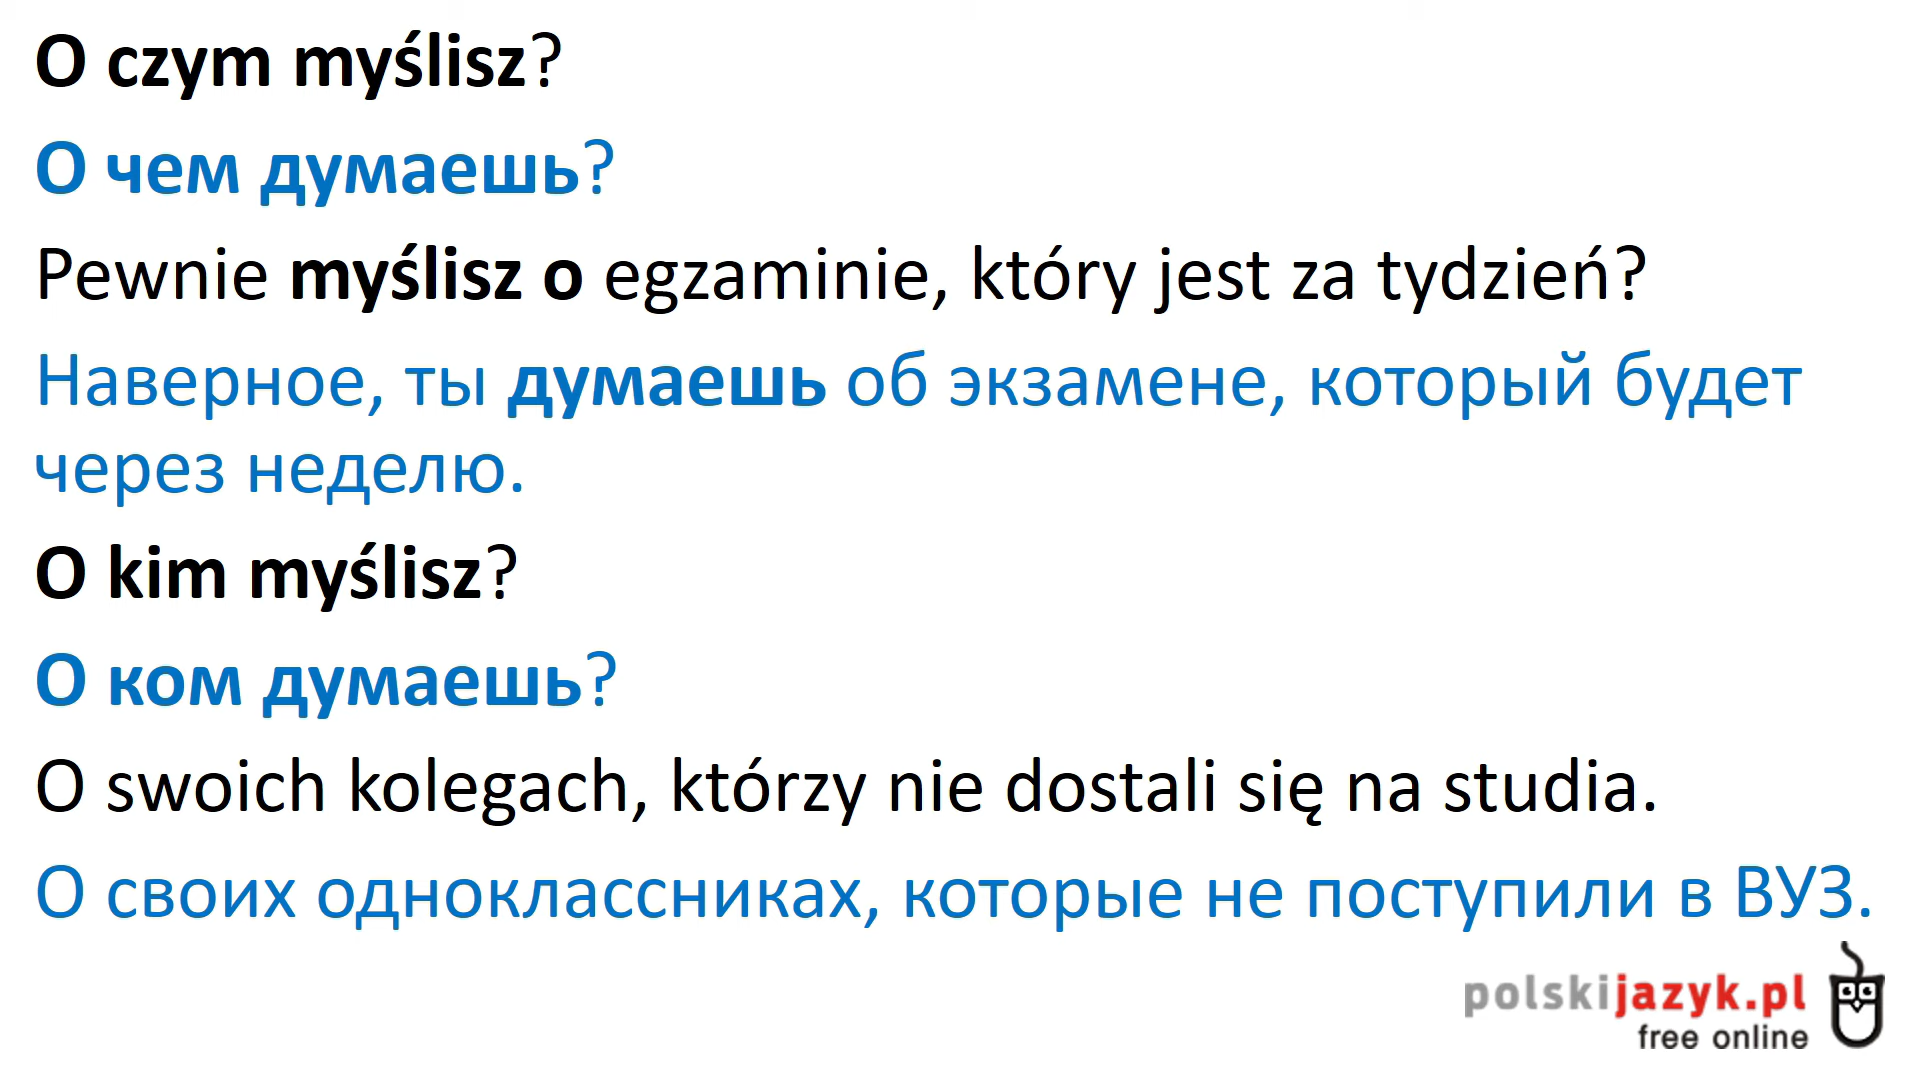 O czym myślisz?
О чем думаешь?
Pewnie myślisz o egzaminie, który jest za tydzień?
Наверное, ты думаешь об экзамене, который будет
через неделю.
O kim myślisz?
О ком думаешь?
O swoich kolegach, którzy nie dostali się na studia.
О своих одноклассниках, которые не поступили в ВУЗ.
polskijazyk.pl
free online